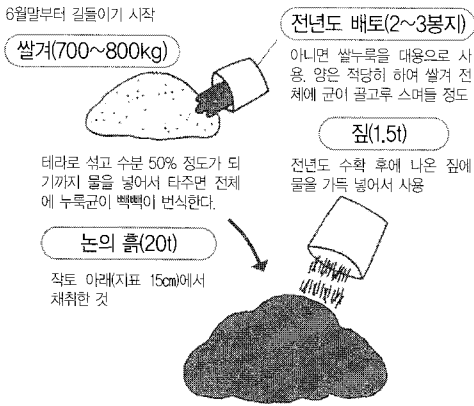 6월말부터 길들이기 시작
쌀겨(700~800kg)
전년도 배토(2~3봉지)
아니면 쌀누룩을 대용으로 사
용. 양은 적당히 하여 쌀겨 전
체에 균이 골고루 스며들 정도
짚(1.5t)
전년도 수확 후에 나온 짚에
물을 가득 넣어서 사용
테라로 섞고 수분 50% 정도가 되
기까지 물을 넣어서 타주면 전체
에 누룩균이 빽빽이 번식한다.
논의 흙(20t)
작토 아래(지표 15cm)에서
채취한 것